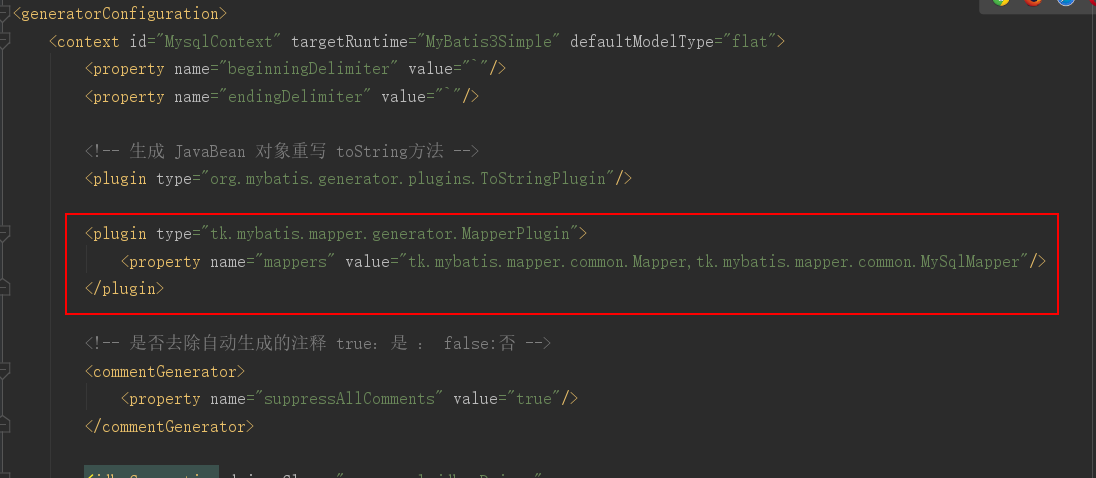 <generatorConfiguration>
<context id="MysqlContext" targetRuntime="MyBatis3Simple" defaultModelType="flat">
<property name="beginningDelimiter" value="`"/>
<property name="endingDelimiter" value="`"/>
<!-- 生成 JavaBean 对象重写 toString方法 -->
<plugin type="org.mybatis.generator.plugins.ToStringPlugin"/>
<plugin type="tk.mybatis.mapper.generator.MapperPlugin">
<property name="mappers" value="tk.mybatis.mapper.common.Mapper,tk.mybatis.mapper.common.MySqlMapper"/>
</plugin>
<!-- 是否去除自动生成的注释 true：是 ： false:否 -->
<commentGenerator>
<property name="suppressAllComments" value="true"/>
</commentGenerator>